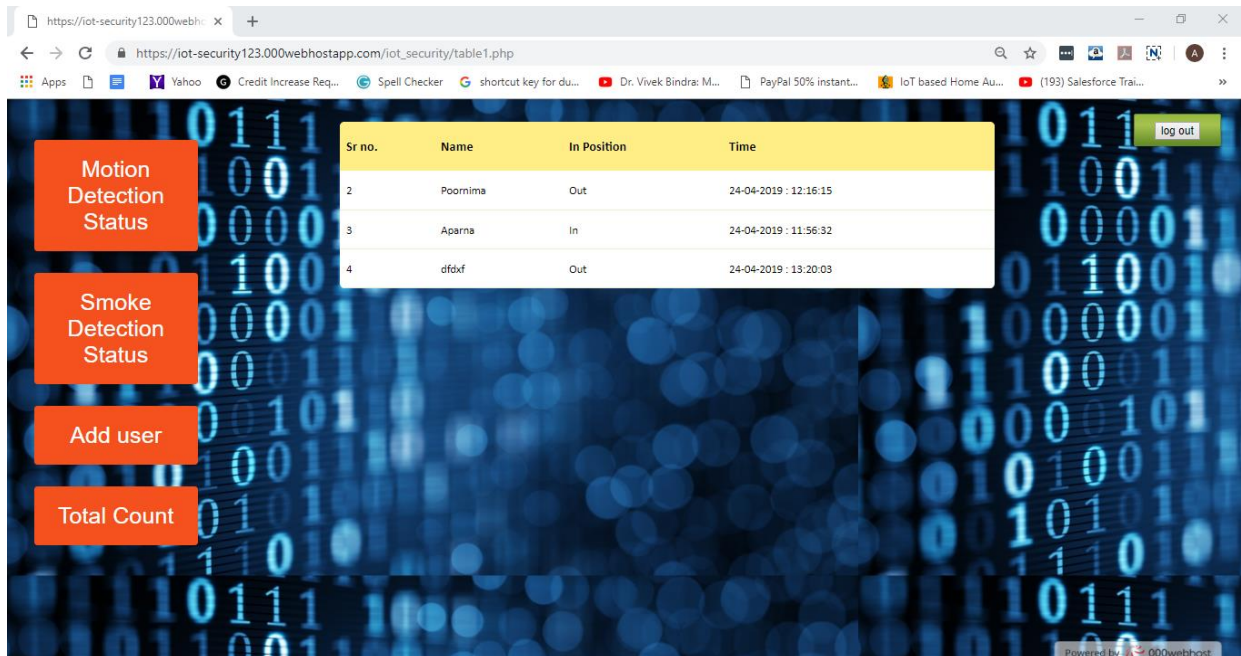 https://iot-security123.000webhc
https://iot-security123.000webhostapp.com/iot_security/table1.php
A
Apps Yahoo Credit Increase Req... Spell Checker shortcut key for du... Dr. Vivek Bindra: M... PayPal 50% instant... IoT based Home Au... (193) Salesforce Trai... »
log out
Motion
Detection
Status
Smoke
Detection
Status
Add user
Total Count
Sr no. Name In Position Time
2 Poornima Out 24-04-2019 : 12:16:15
3 Aparna In 24-04-2019 : 11:56:32
4 dfdxf Out 24-04-2019 : 13:20:03
Powered by 000webhost